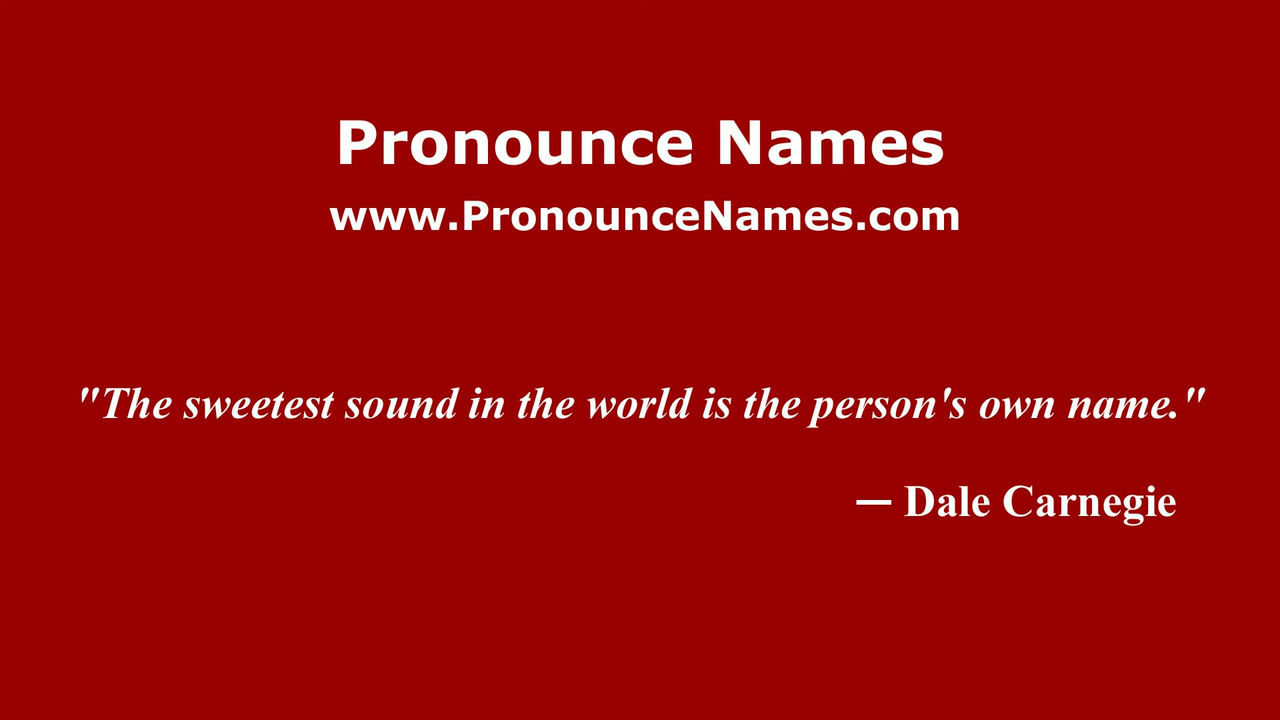 Pronounce Names
www.PronounceNames.com
"The sweetest sound in the world is the person's own name."
— Dale Carnegie